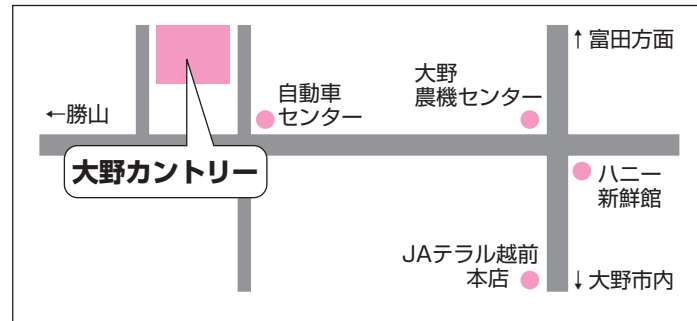 ↑富田方面
大野
農機センター
自動車
センター
←勝山
大野カントリー
ハニー
新鮮館
JAテラル越前
本店
↓大野市内